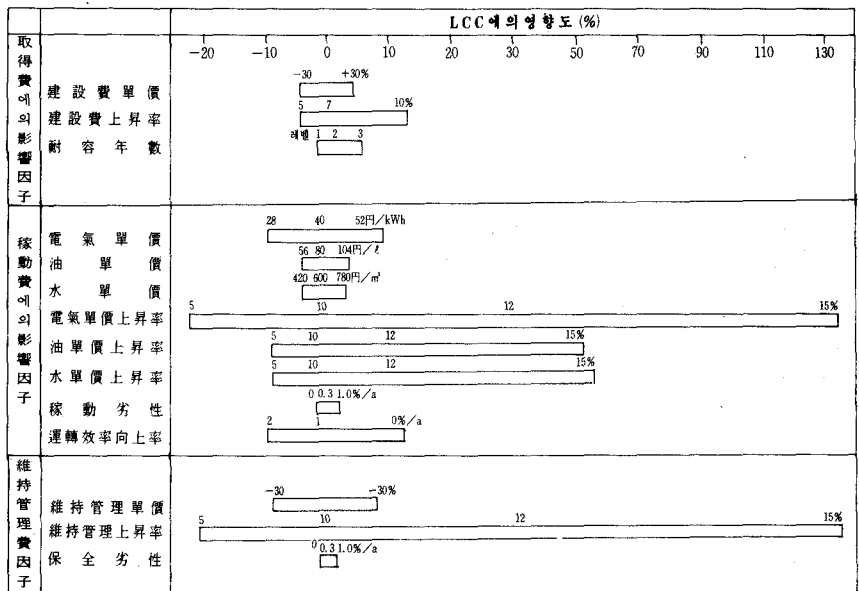 LCC에의영향도 (%)
-20 -10 0 10 20 30 50 70 90 110 130
取得費에의影響因子
-30 +30%
建設費單價
5 7 10%
建設費上昇率
레벨 1 2 3
耐容年數
稼動費에의影響因子
28 40 52円/kWh
電氣單價
56 80 104円/ℓ
油單價
420 600 780円/㎥
水單價
5 10 12 15%
電氣單價上昇率
5 10 12 15%
油單價上昇率
5 10 12 15%
水單價上昇率
0 0.3 1.0%/a
稼動劣性
2 1 0%/a
運轉效率向上率
維持管理費因子
-30 -30%
維持管理單價
5 10 12 15%
維持管理上昇率
0 0.3 1.0%/a
保全劣性